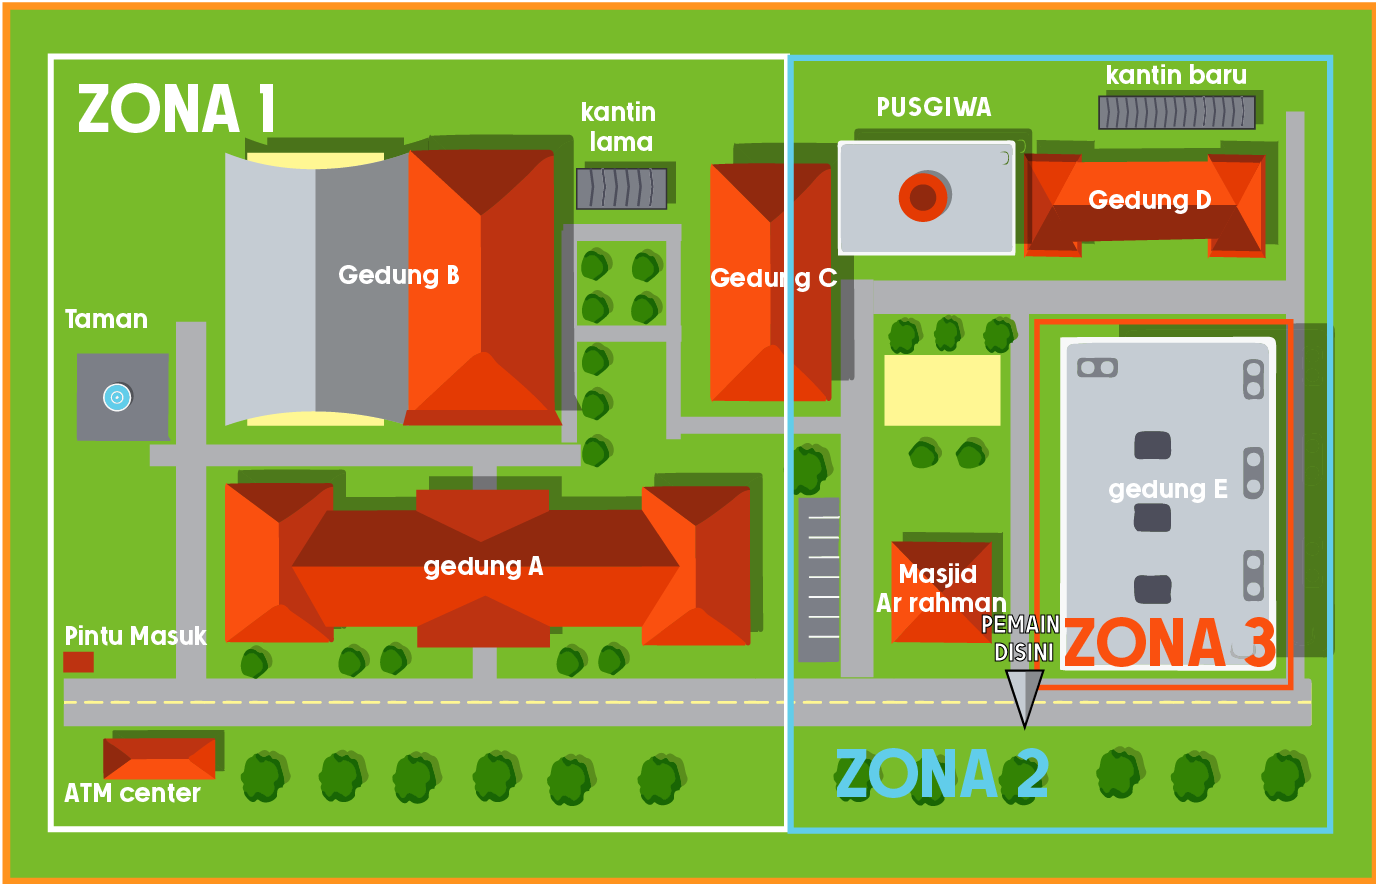 ZONA 1
kantin
lama
PUSGIWA
kantin baru
Gedung D
Gedung B
Gedung C
Taman
gedung E
gedung A
Masjid
Ar rahman
PEMAIN
DISINI
ZONA 3
Pintu Masuk
ZONA 2
ATM center